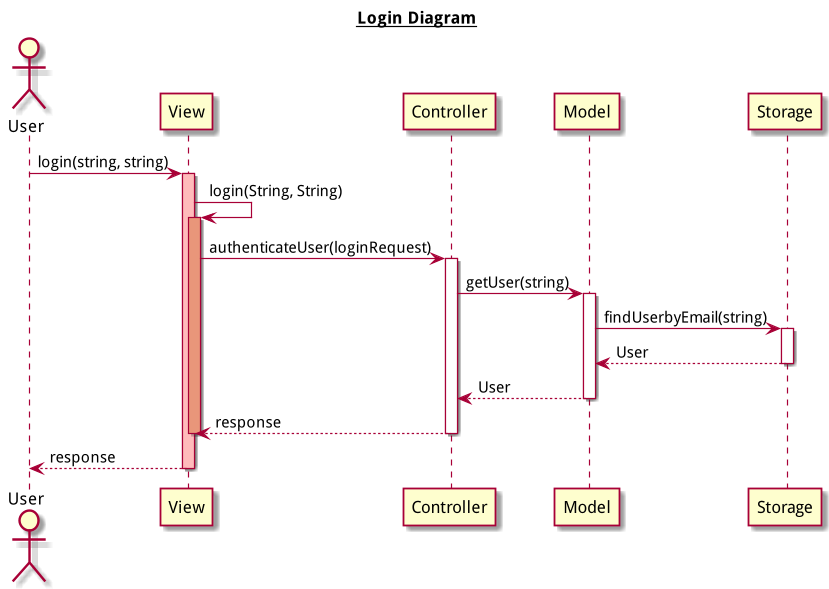 Login Diagram
User
View
Controller
Model
Storage
login(string, string)
login(String, String)
authenticateUser(loginRequest)
getUser(string)
findUserbyEmail(string)
User
User
response
response
User
View
Controller
Model
Storage